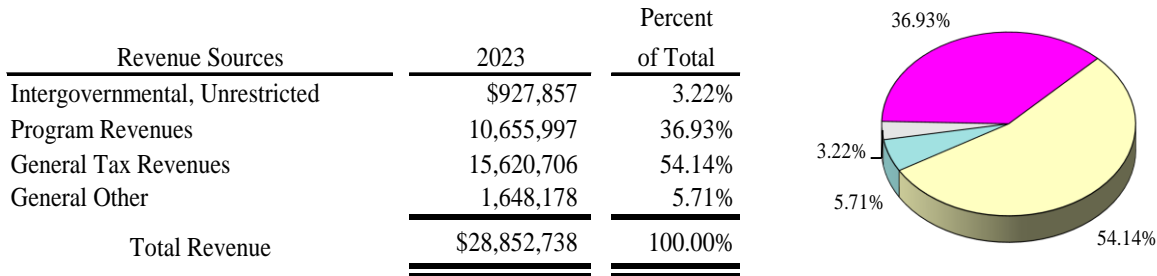 Percent
Revenue Sources 2023 of Total
Intergovernmental, Unrestricted $927,857 3.22%
Program Revenues 10,655,997 36.93%
General Tax Revenues 15,620,706 54.14%
General Other 1,648,178 5.71%
Total Revenue $28,852,738 100.00%
36.93%
3.22%
5.71%
54.14%